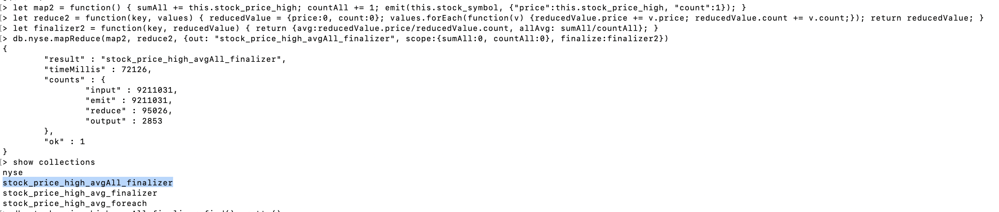 > let map2 = function() { sumAll += this.stock_price_high; countAll += 1; emit(this.stock_symbol, {"price":this.stock_price_high, "count":1}); }
> let reduce2 = function(key, values) { reducedValue = {price:0, count:0}; values.forEach(function(v) {reducedValue.price += v.price; reducedValue.count += v.count;}); return reducedValue; }
> let finalizer2 = function(key, reducedValue) { return {avg:reducedValue.price/reducedValue.count, allAvg: sumAll/countAll}; }
> db.nyse.mapReduce(map2, reduce2, {out: "stock_price_high_avgAll_finalizer", scope:{sumAll:0, countAll:0}, finalize:finalizer2})
{
        "result" : "stock_price_high_avgAll_finalizer",
        "timeMillis" : 72126,
        "counts" : {
                "input" : 9211031,
                "emit" : 9211031,
                "reduce" : 95026,
                "output" : 2853
        },
        "ok" : 1
}
> show collections
nyse
stock_price_high_avgAll_finalizer
stock_price_high_avg_finalizer
stock_price_high_avg_foreach